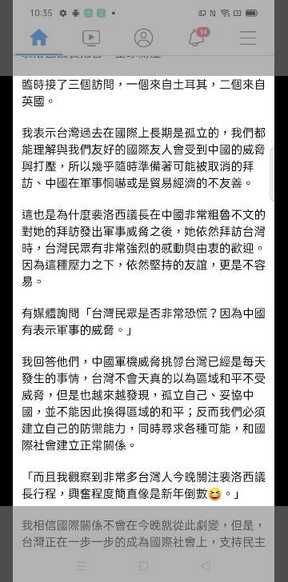 10:35
臨時接了三個訪問，一個來自土耳其，二個來自
英國。
我表示台灣過去在國際上長期是孤立的，我們都
能理解與我們友好的國際友人會受到中國的威脅
與打壓，所以幾乎隨時準備著可能被取消的拜
訪、中國在軍事恫嚇或是貿易經濟的不友善。
這也是為什麼裴洛西議長在中國非常粗魯不文的
對她的拜訪發出軍事威脅之後，她依然拜訪台灣
時，台灣民眾有非常強烈的感動與由衷的歡迎。
因為這種壓力之下，依然堅持的友誼，更是不容
易。
有媒體詢問「台灣民眾是否非常恐慌？因為中國
有表示軍事的威脅。」
我回答他們，中國軍機威脅挑釁台灣已經是每天
發生的事情，台灣不會天真的以為區域和平不受
威脅，但是也越來越發現，孤立自己、妥協中
國，並不能因此換得區域的和平；反而我們必須
建立自己的防禦能力，同時尋求各種可能，和國
際社會建立正常關係。
「而且我觀察到非常多台灣人今晚關注裴洛西議
長行程，興奮程度簡直像是新年倒數😆。」
我相信國際關係不會在今晚就從此劇變，但是，
台灣正在一步一步的成為國際社會上，支持民主